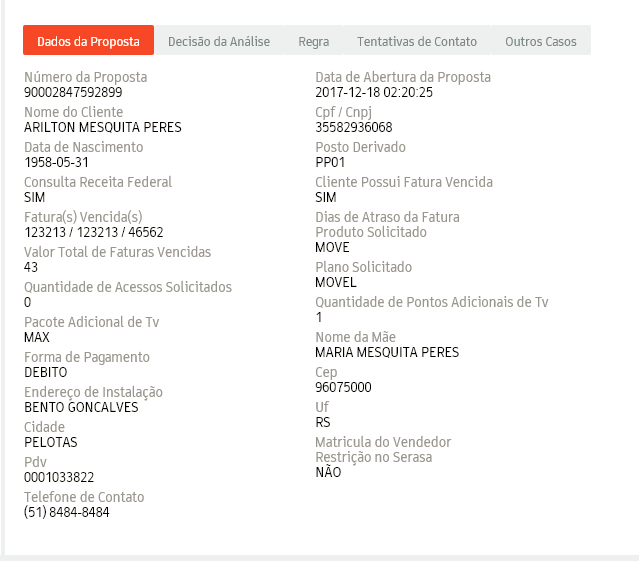 Dados da Proposta
Decisão da Análise
Regra
Tentativas de Contato
Outros Casos
Número da Proposta
90002847592899
Nome do Cliente
ARILTON MESQUITA PERES
Data de Nascimento
1958-05-31
Consulta Receita Federal
SIM
Fatura(s) Vencida(s)
123213 / 123213 / 46562
Valor Total de Faturas Vencidas
43
Quantidade de Acessos Solicitados
0
Pacote Adicional de Tv
MAX
Forma de Pagamento
DEBITO
Endereço de Instalação
BENTO GONCALVES
Cidade
PELOTAS
Pdv
0001033822
Telefone de Contato
(51) 8484-8484
Data de Abertura da Proposta
2017-12-18 02:20:25
Cpf / Cnpj
35582936068
Posto Derivado
PP01
Cliente Possui Fatura Vencida
SIM
Dias de Atraso da Fatura
Produto Solicitado
MOVE
Plano Solicitado
MOVEL
Quantidade de Pontos Adicionais de Tv
1
Nome da Mãe
MARIA MESQUITA PERES
Cep
96075000
Uf
RS
Matricula do Vendedor
Restrição no Serasa
NÃO